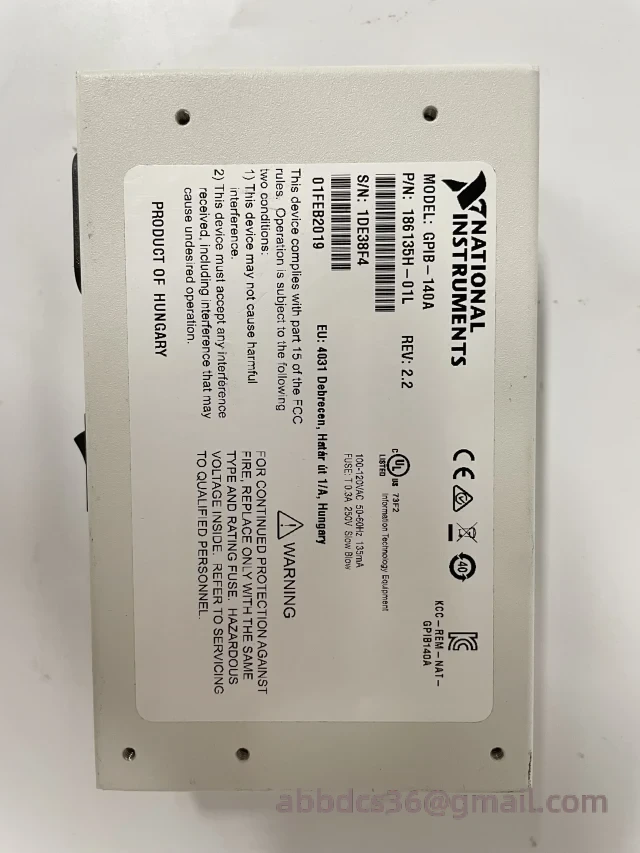 NATIONAL
INSTRUMENTS
MODEL: GPIB-140A
P/N: 186135H-01L REV: 2.2
S/N: 1DE38F4
01FEB2019
EU: 4031 Debrecen, Határ út 1/A, Hungary
This device complies with part 15 of the FCC
rules. Operation is subject to the following
two conditions:
1) This device may not cause harmful
interference.
2) This device must accept any interference
received, including interference that may
cause undesired operation.
PRODUCT OF HUNGARY
CE
40
KCC-REM-NAT-
GPIB140A
C UL US 73F2
LISTED Information Technology Equipment
100-120VAC 50-60Hz 135mA
FUSE:T 0.3A 250V Slow Blow
WARNING
FOR CONTINUED PROTECTION AGAINST
FIRE, REPLACE ONLY WITH THE SAME
TYPE AND RATING FUSE. HAZARDOUS
VOLTAGE INSIDE. REFER TO SERVICING
TO QUALIFIED PERSONNEL.
abbdcs36@gmail.com